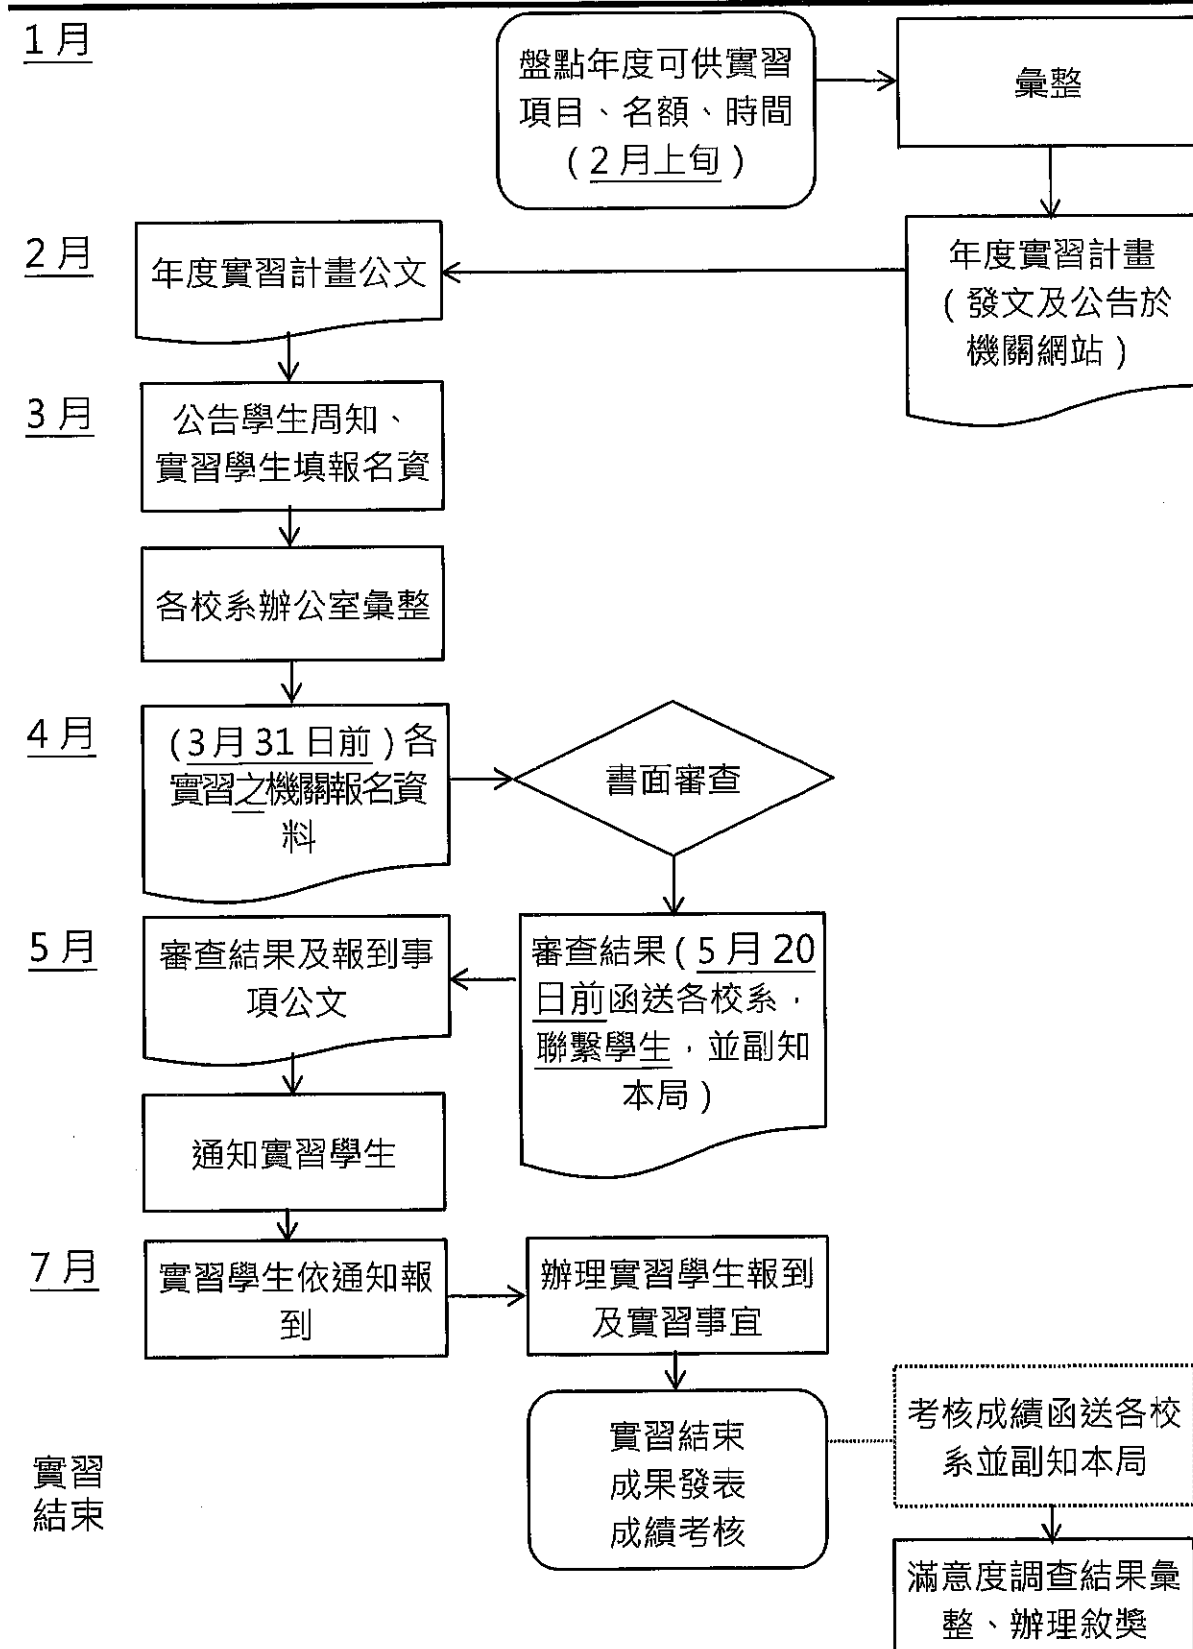 1月
盤點年度可供實習
項目、名額、時間
(2月上旬)
彙整
2月
年度實習計畫公文
年度實習計畫
(發文及公告於
機關網站)
3月
公告學生周知、
實習學生填報名資
各校系辦公室彙整
4月
(3月31日前)各
實習之機關報名資
料
書面審查
5月
審查結果及報到事
項公文
審查結果(5月20
日前函送各校系,
聯繫學生,並副知
本局)
通知實習學生
7月
實習學生依通知報
到
辦理實習學生報到
及實習事宜
實習
結束
實習結束
成果發表
成績考核
考核成績函送各校
系並副知本局
滿意度調查結果彙
整、辦理敘獎